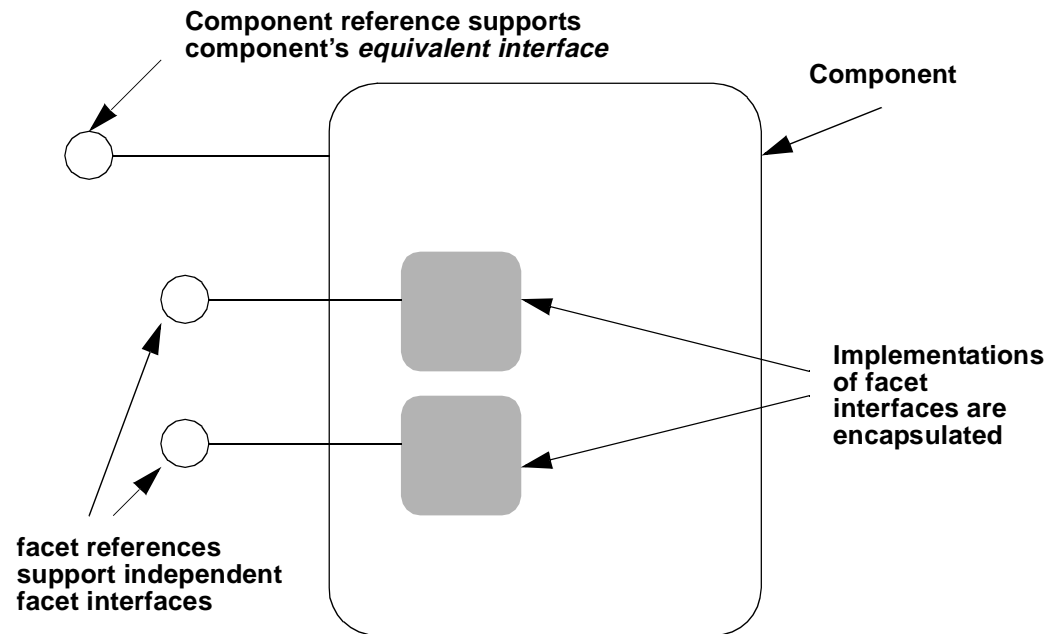 Component reference supports
component’s equivalent interface
Component
Implementations
of facet
interfaces are
encapsulated
facet references
support independent
facet interfaces